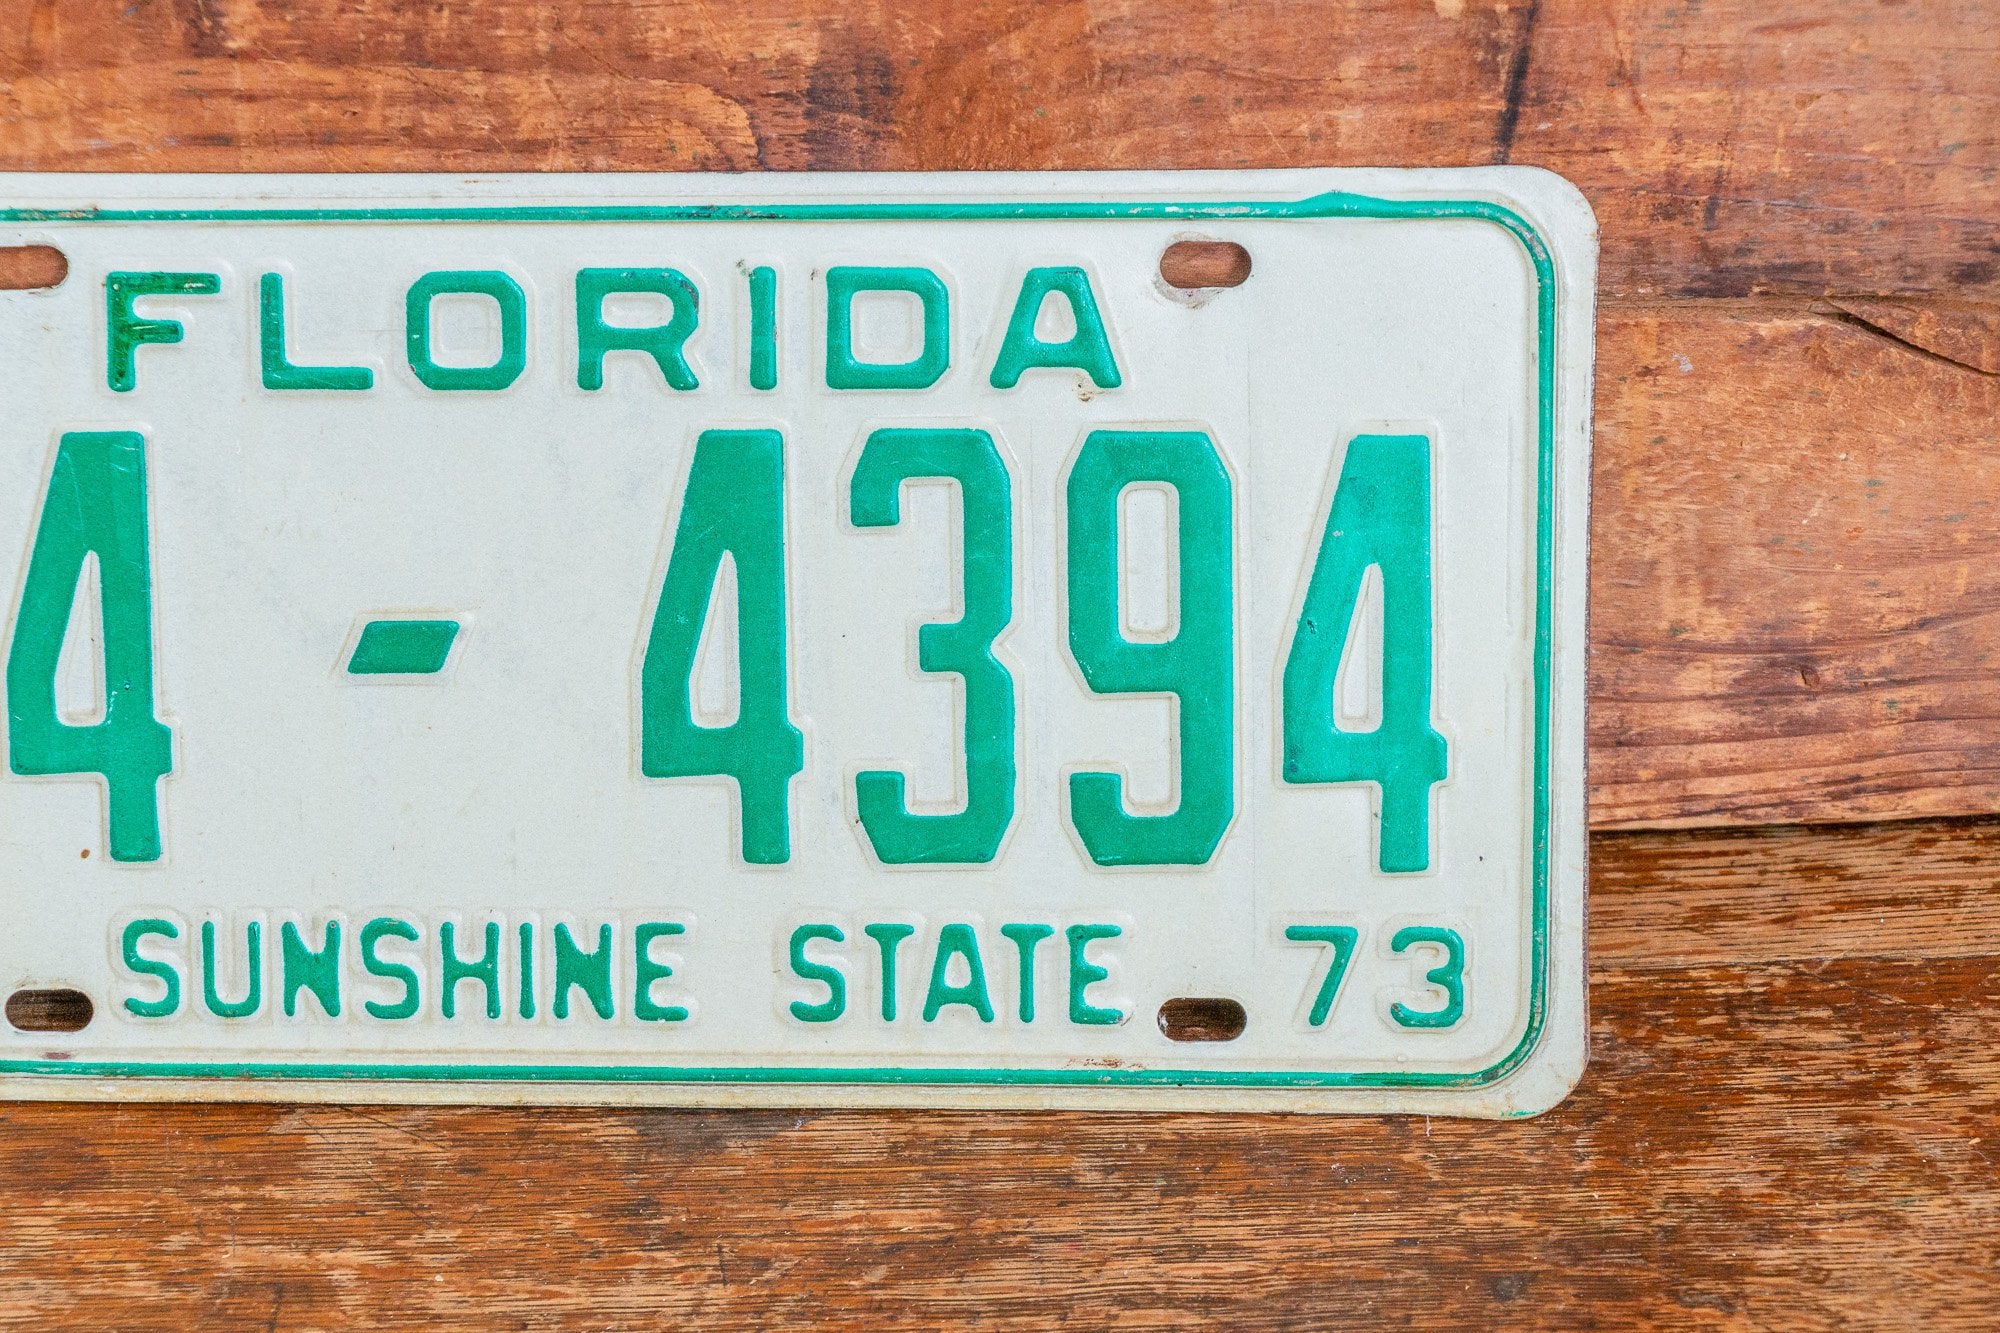 FLORIDA
4 - 4394
SUNSHINE STATE 73